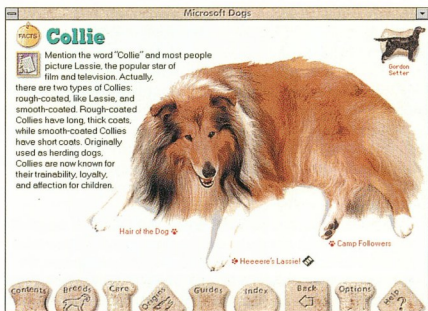 Microsoft Dogs
FACTS
Collie
Mention the word "Collie" and most people
picture Lassie, the popular star of
film and television. Actually,
there are two types of Collies:
rough-coated, like Lassie, and
smooth-coated. Rough-coated
Collies have long, thick coats,
while smooth-coated Collies
have short coats. Originally
used as herding dogs,
Collies are now known for
their trainability, loyalty,
and affection for children.
Gordon
Setter
Hair of the Dog
Camp Followers
Heeeere's Lassie!
Contents
Breeds
Care
Origins
Guides
Index
Back
Options
Help
?